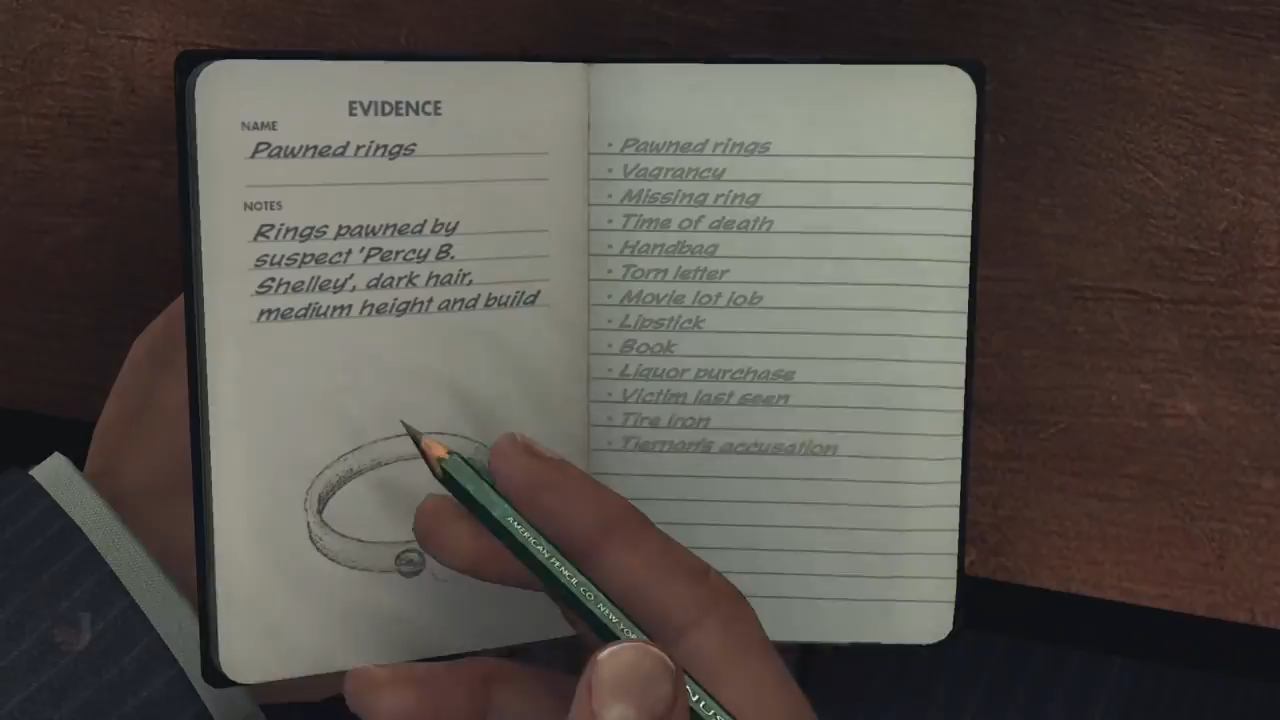 EVIDENCE
NAME
Pawned rings
NOTES
Rings pawned by
suspect 'Percy B.
Shelley', dark hair,
medium height and build
• Pawned rings
• Vagrancy
• Missing ring
• Time of death
• Handbag
• Torn letter
• Movie lot job
• Lipstick
• Book
• Liquor purchase
• Victim last seen
• Tire iron
• Tiernan's accusation
AMERICAN PENCIL CO. NEW YOR
NUS